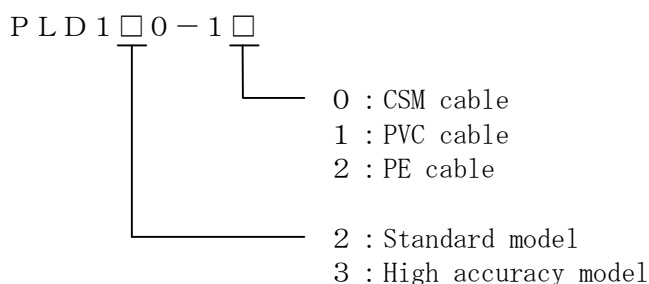 ＰＬＤ１□０－１□
０：CSM cable
１：PVC cable
２：PE cable
２：Standard model
３：High accuracy model